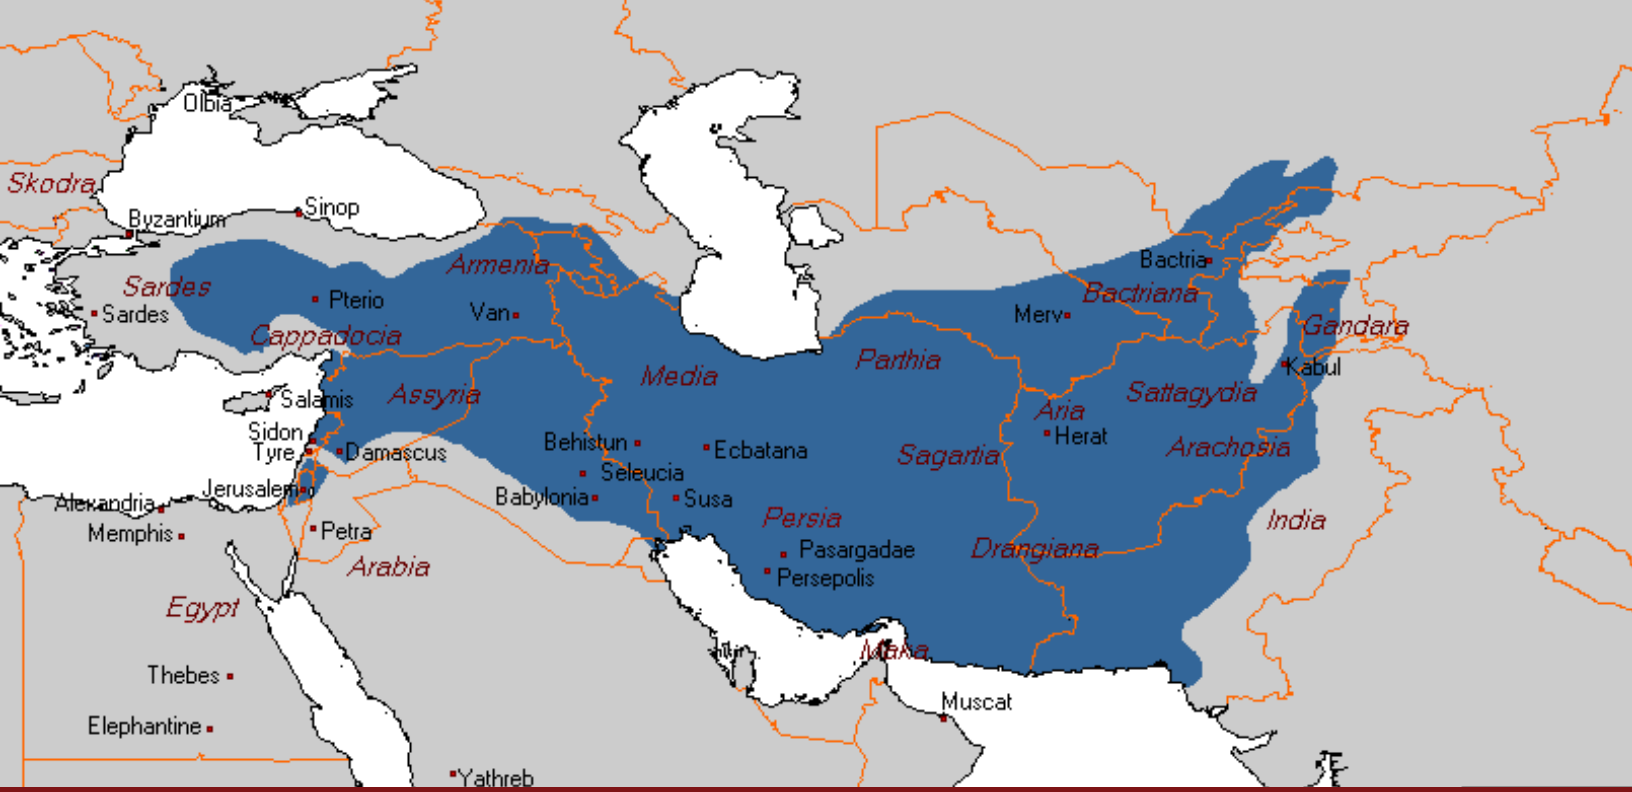 Olbia
Skodra
Byzantium
Sinop
Sardes
Sardes
Pterio
Armenia
Van
Cappadocia
Assyria
Media
Parthia
Merv
Bactria
Bactriana
Gandara
Kabul
Sattagydia
Aria
Herat
Arachosia
Salamis
Sidon
Tyre
Damascus
Behistun
Ecbatana
Sagartia
Seleucia
Jerusalem
Babylonia
Susa
Alexandria
Memphis
Petra
Persia
India
Pasargadae
Drangiana
Arabia
Persepolis
Egypt
Maka
Thebes
Muscat
Elephantine
Yathreb